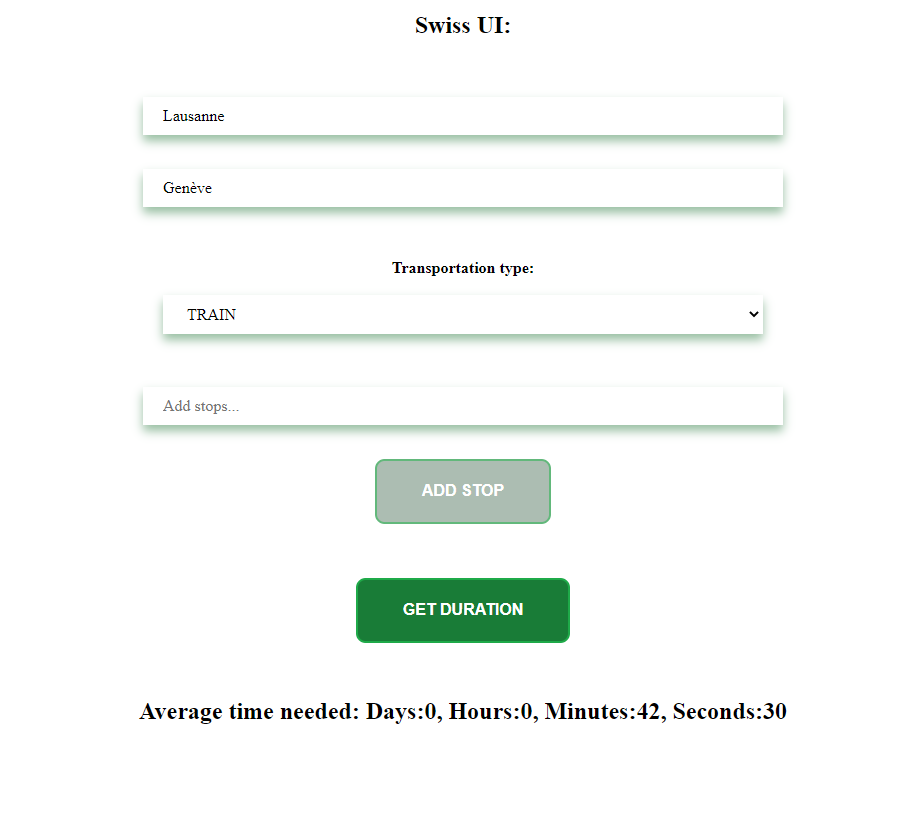 Swiss UI:
Lausanne
Genève
Transportation type:
TRAIN
Add stops...
ADD STOP
GET DURATION
Average time needed: Days:0, Hours:0, Minutes:42, Seconds:30